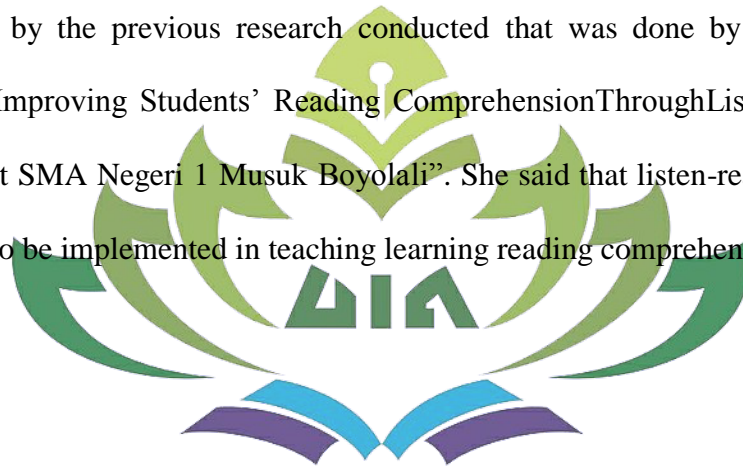 by the previous research conducted that was done by
Improving Students’ Reading ComprehensionThroughLis
t SMA Negeri 1 Musuk Boyolali”. She said that listen-re
o be implemented in teaching learning reading comprehen
UIN